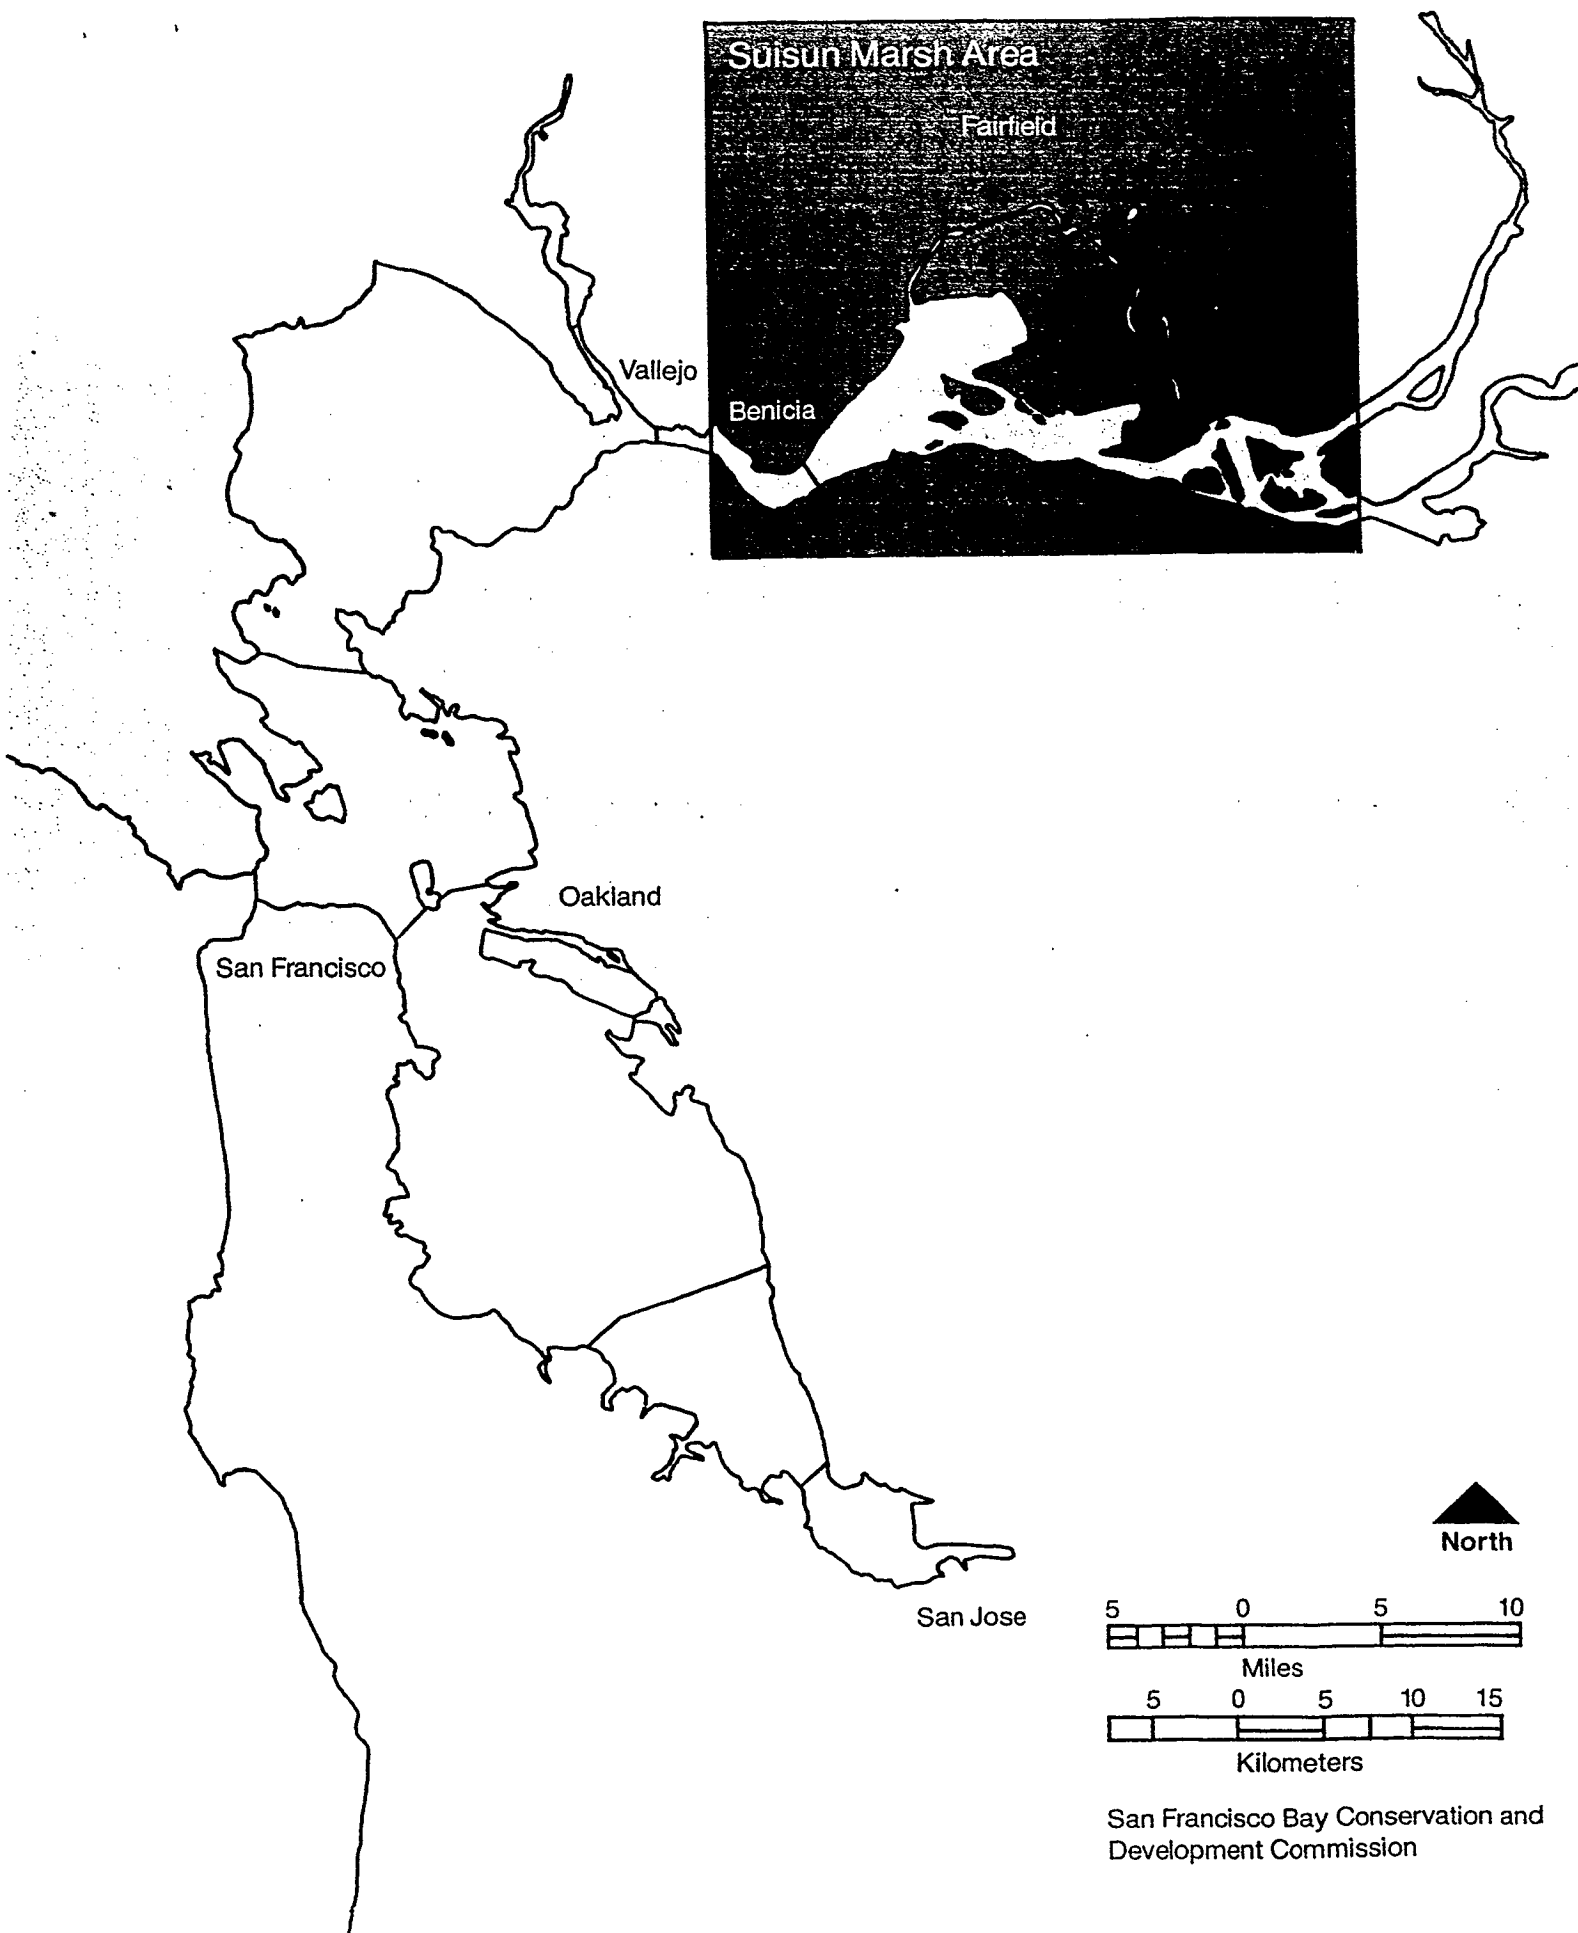 Suisun Marsh Area
Fairfield
Vallejo
Benicia
Oakland
San Francisco
North
San Jose
5 0 5 10
Miles
5 0 5 10 15
Kilometers
San Francisco Bay Conservation and
Development Commission